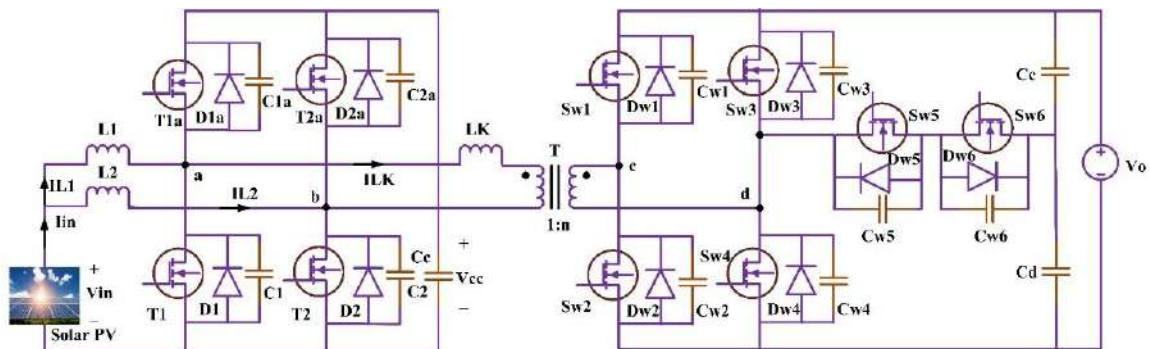 T1a
D1a
C1a
T2a
D2a
C2a
Sw1
Dw1
Cw1
Sw3
Dw3
Cw3
Cc
Sw5
Sw6
Dw5
Dw6
Cw5
Cw6
L1
LK
T
L2
a
ILK
c
IL1
IL2
b
d
Vo
Iin
1:n
+
Vin
−
Solar PV
T1
D1
C1
T2
D2
Cc
C2
+
Vcc
−
Sw2
Dw2
Cw2
Sw4
Dw4
Cw4
Cd